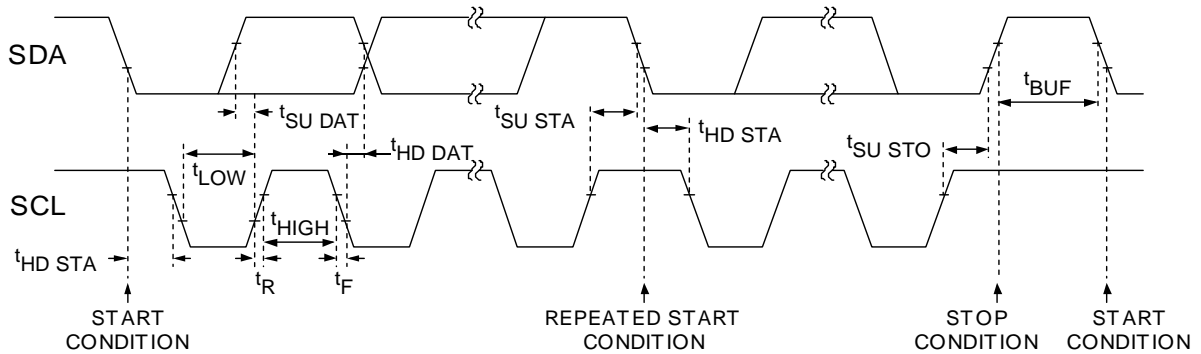 SDA
tSU DAT
tSU STA
tHD STA
tBUF
tHD DAT
tSU STO
tLOW
SCL
tHIGH
tHD STA
tR
tF
START
CONDITION
REPEATED START
CONDITION
STOP
CONDITION
START
CONDITION